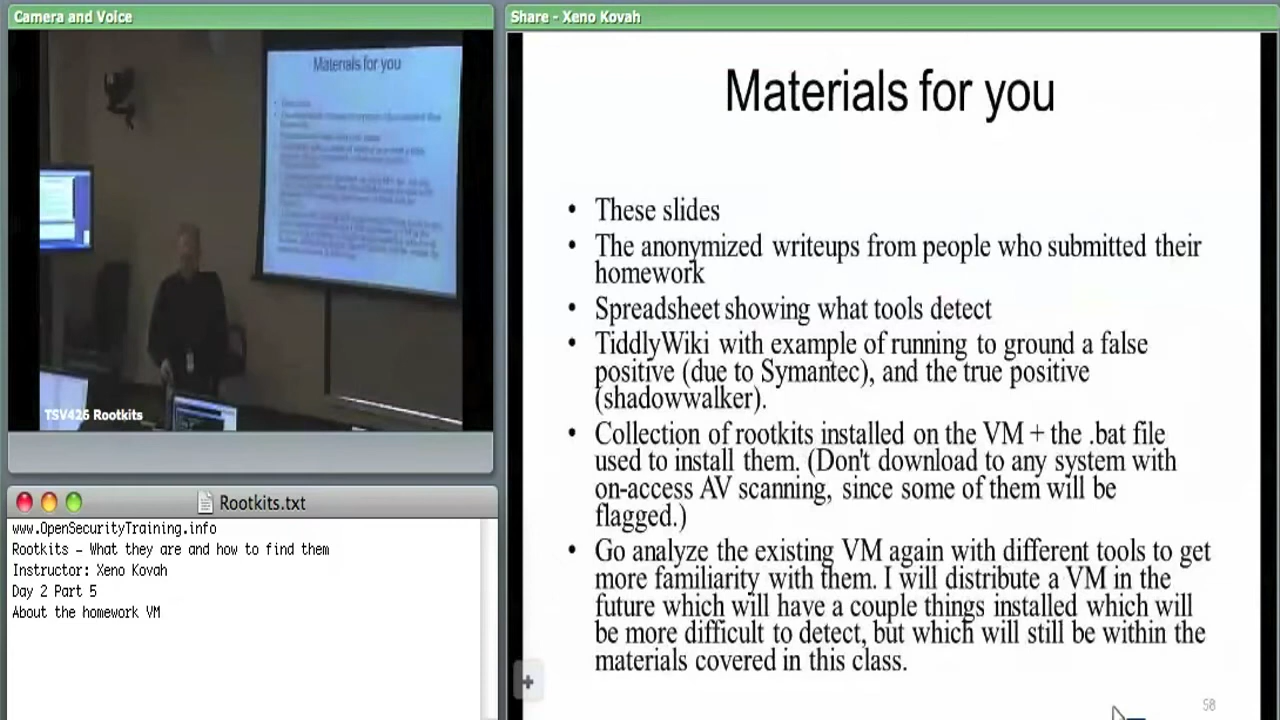 Camera and Voice
Materials for you
TSV426 Rootkits
Rootkits.txt
www.OpenSecurityTraining.info
Rootkits - What they are and how to find them
Instructor: Xeno Kovah
Day 2 Part 5
About the homework VM
Share - Xeno Kovah
Materials for you
• These slides
• The anonymized writeups from people who submitted their
homework
• Spreadsheet showing what tools detect
• TiddlyWiki with example of running to ground a false
positive (due to Symantec), and the true positive
(shadowwalker).
• Collection of rootkits installed on the VM + the .bat file
used to install them. (Don't download to any system with
on-access AV scanning, since some of them will be
flagged.)
• Go analyze the existing VM again with different tools to get
more familiarity with them. I will distribute a VM in the
future which will have a couple things installed which will
be more difficult to detect, but which will still be within the
materials covered in this class.
58